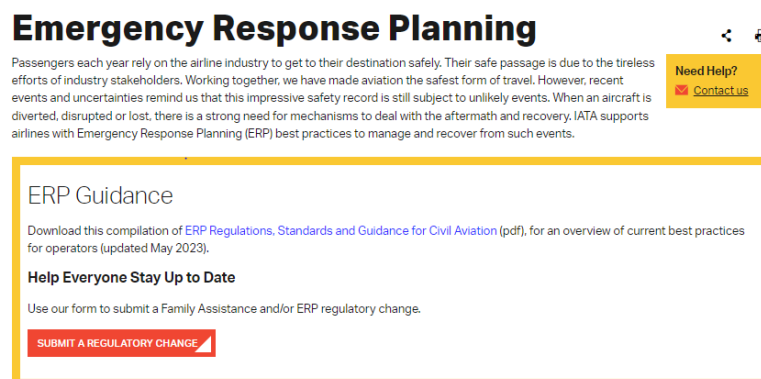 Emergency Response Planning
Passengers each year rely on the airline industry to get to their destination safely. Their safe passage is due to the tireless
efforts of industry stakeholders. Working together, we have made aviation the safest form of travel. However, recent
events and uncertainties remind us that this impressive safety record is still subject to unlikely events. When an aircraft is
diverted, disrupted or lost, there is a strong need for mechanisms to deal with the aftermath and recovery. IATA supports
airlines with Emergency Response Planning (ERP) best practices to manage and recover from such events.
Need Help?
Contact us
ERP Guidance
Download this compilation of ERP Regulations, Standards and Guidance for Civil Aviation (pdf), for an overview of current best practices
for operators (updated May 2023).
Help Everyone Stay Up to Date
Use our form to submit a Family Assistance and/or ERP regulatory change.
SUBMIT A REGULATORY CHANGE